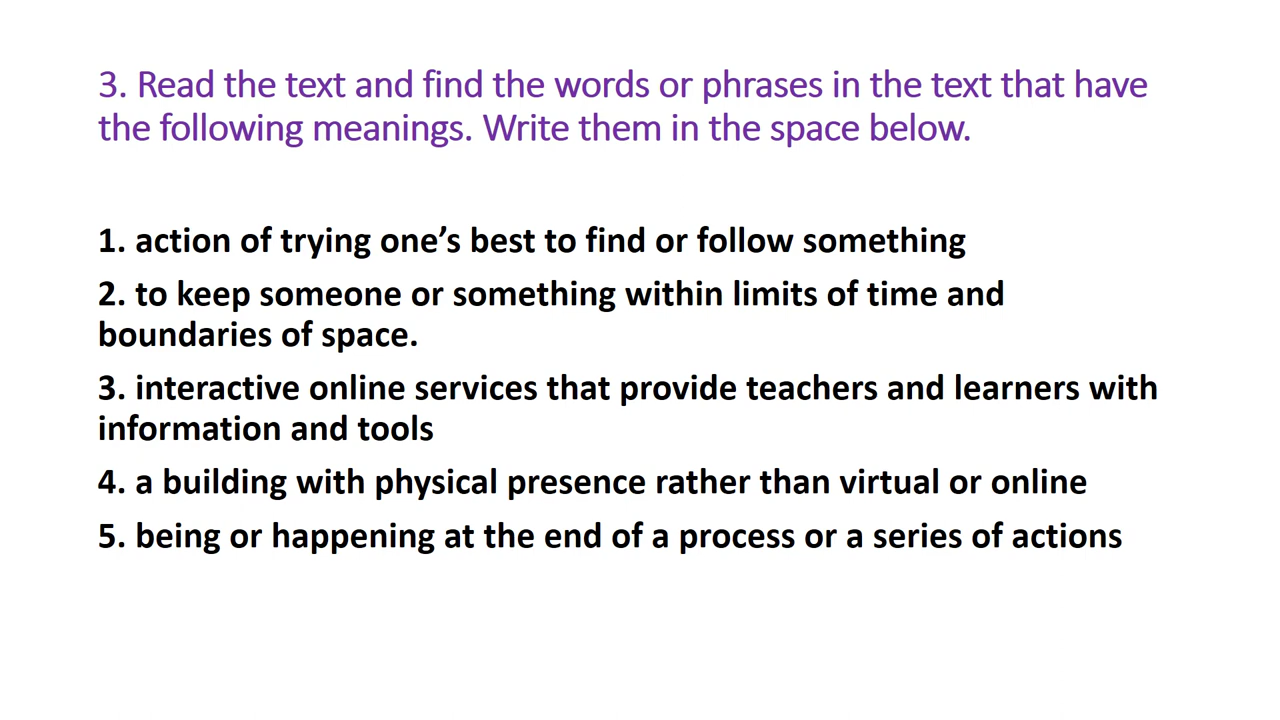 3. Read the text and find the words or phrases in the text that have
the following meanings. Write them in the space below.
1. action of trying one’s best to find or follow something
2. to keep someone or something within limits of time and
boundaries of space.
3. interactive online services that provide teachers and learners with
information and tools
4. a building with physical presence rather than virtual or online
5. being or happening at the end of a process or a series of actions